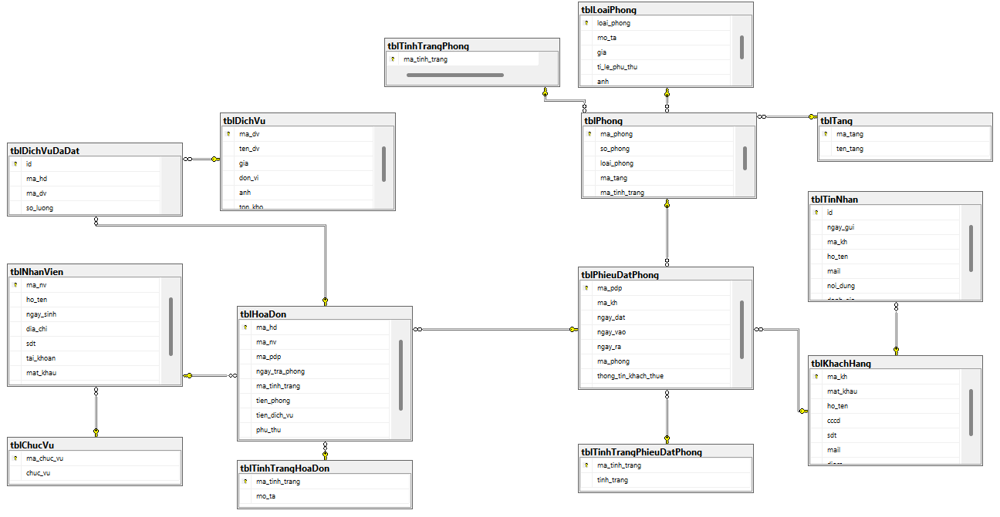 tblLoaiPhong
loai_phong
mo_ta
gia
ti_le_phu_thu
anh
tblTinhTrangPhong
ma_tinh_trang
tblDichVu
ma_dv
ten_dv
gia
don_vi
anh
ton_kho
tblPhong
ma_phong
so_phong
loai_phong
ma_tang
ma_tinh_trang
tblTang
ma_tang
ten_tang
tblDichVuDaDat
id
ma_hd
ma_dv
so_luong
tblTinNhan
id
ngay_gui
ma_kh
ho_ten
mail
noi_dung
tblNhanVien
ma_nv
ho_ten
ngay_sinh
dia_chi
sdt
tai_khoan
mat_khau
tblPhieuDatPhong
ma_pdp
ma_kh
ngay_dat
ngay_vao
ngay_ra
ma_phong
thong_tin_khach_thue
tblHoaDon
ma_hd
ma_nv
ma_pdp
ngay_tra_phong
ma_tinh_trang
tien_phong
tien_dich_vu
phu_thu
tblKhachHang
ma_kh
mat_khau
ho_ten
cccd
sdt
mail
tblChucVu
ma_chuc_vu
chuc_vu
tblTinhTrangHoaDon
ma_tinh_trang
mo_ta
tblTinhTrangPhieuDatPhong
ma_tinh_trang
tinh_trang